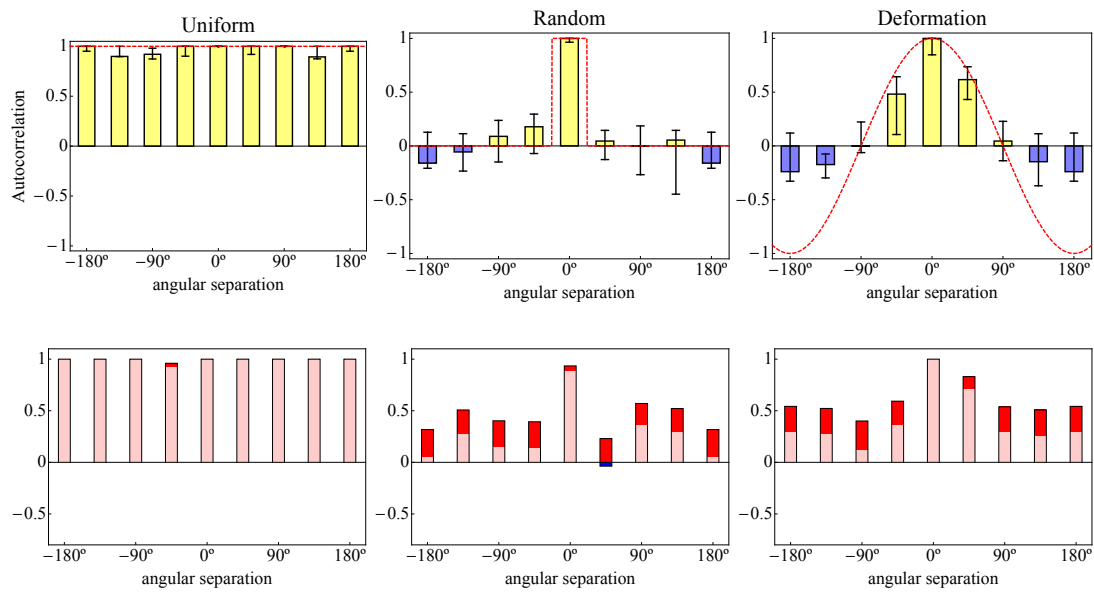 Uniform
Random
Deformation
Autocorrelation
1
0.5
0
−0.5
−1
−180º
−90º
0º
90º
180º
angular separation
1
0.5
0
−0.5
−1
−180º
−90º
0º
90º
180º
angular separation
1
0.5
0
−0.5
−1
−180º
−90º
0º
90º
180º
angular separation
1
0.5
0
−0.5
−180º
−90º
0º
90º
180º
angular separation
1
0.5
0
−0.5
−180º
−90º
0º
90º
180º
angular separation
1
0.5
0
−0.5
−180º
−90º
0º
90º
180º
angular separation